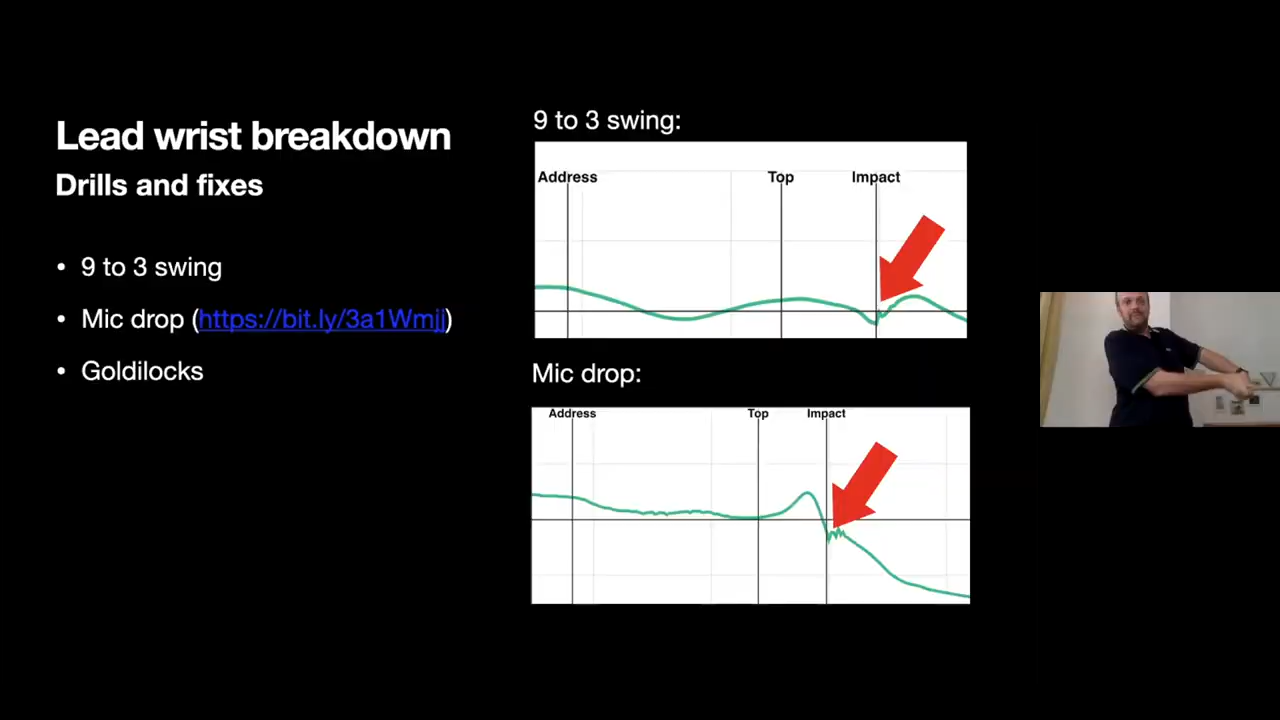 Lead wrist breakdown
Drills and fixes
• 9 to 3 swing
• Mic drop (https://bit.ly/3a1Wmjj)
• Goldilocks
9 to 3 swing:
Address Top Impact
Mic drop:
Address Top Impact